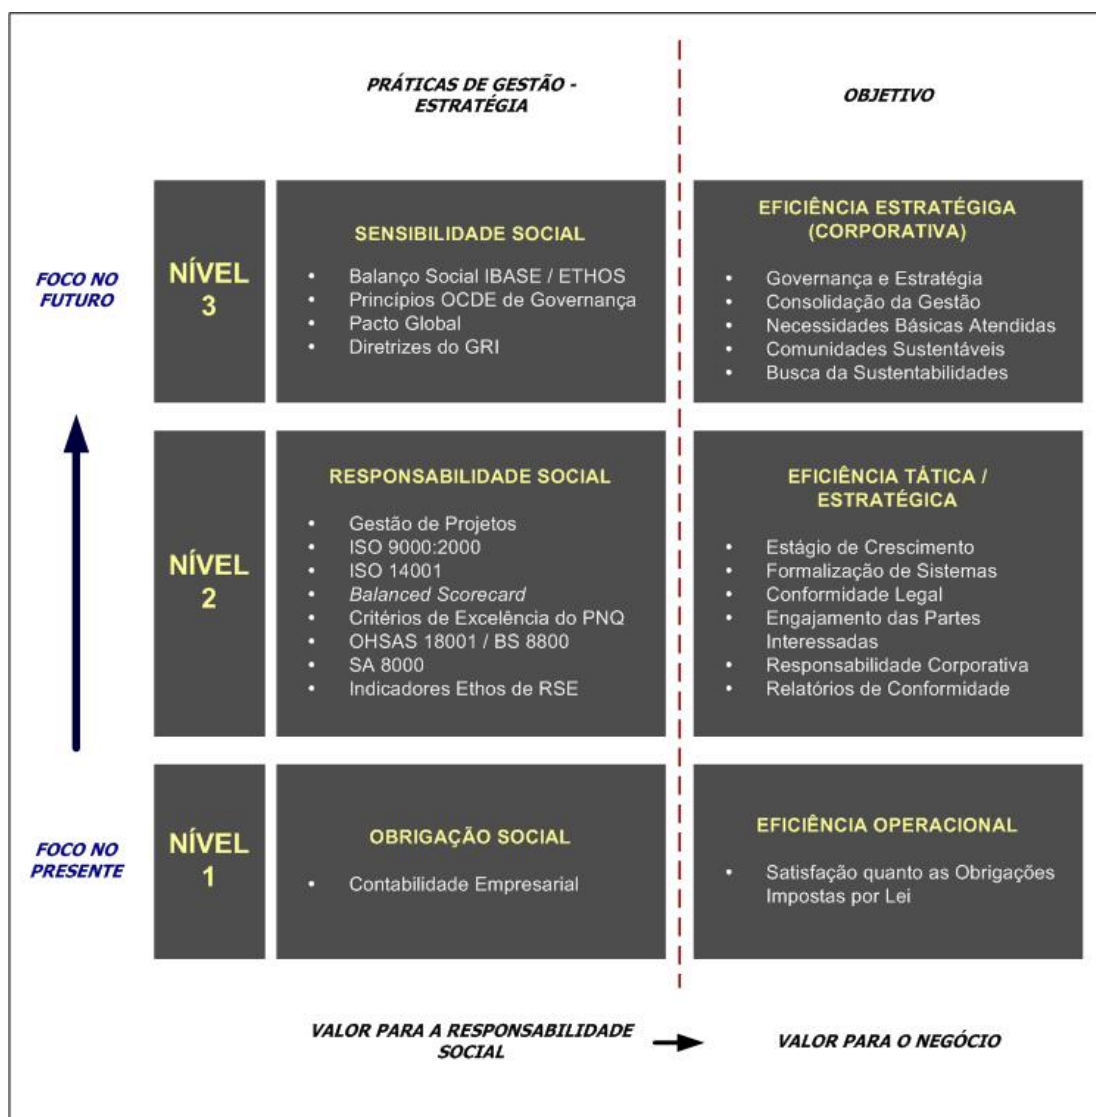 PRÁTICAS DE GESTÃO -
ESTRATÉGIA
OBJETIVO
FOCO NO
FUTURO
NÍVEL
3
SENSIBILIDADE SOCIAL
• Balanço Social IBASE / ETHOS
• Princípios OCDE de Governança
• Pacto Global
• Diretrizes do GRI
EFICIÊNCIA ESTRATÉGIGA
(CORPORATIVA)
• Governança e Estratégia
• Consolidação da Gestão
• Necessidades Básicas Atendidas
• Comunidades Sustentáveis
• Busca da Sustentabilidades
NÍVEL
2
RESPONSABILIDADE SOCIAL
• Gestão de Projetos
• ISO 9000:2000
• ISO 14001
• Balanced Scorecard
• Critérios de Excelência do PNQ
• OHSAS 18001 / BS 8800
• SA 8000
• Indicadores Ethos de RSE
EFICIÊNCIA TÁTICA /
ESTRATÉGICA
• Estágio de Crescimento
• Formalização de Sistemas
• Conformidade Legal
• Engajamento das Partes
Interessadas
• Responsabilidade Corporativa
• Relatórios de Conformidade
FOCO NO
PRESENTE
NÍVEL
1
OBRIGAÇÃO SOCIAL
• Contabilidade Empresarial
EFICIÊNCIA OPERACIONAL
• Satisfação quanto as Obrigações
Impostas por Lei
VALOR PARA A RESPONSABILIDADE
SOCIAL
VALOR PARA O NEGÓCIO